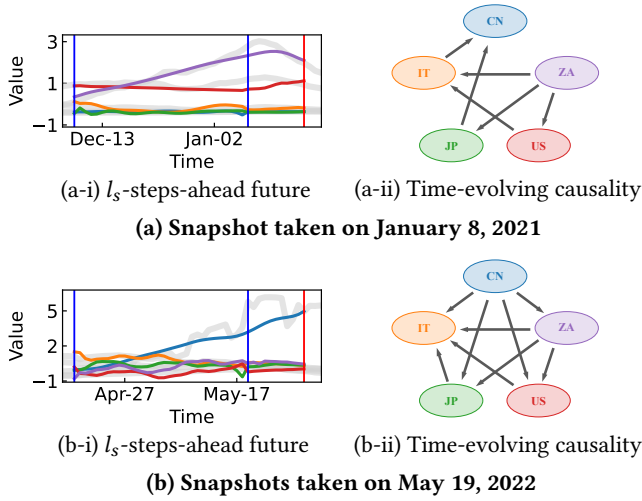 3
1
−1
Value
Dec-13
Jan-02
Time
CN
IT
ZA
JP
US
(a-i) lₛ-steps-ahead future
(a-ii) Time-evolving causality
(a) Snapshot taken on January 8, 2021
5
2
−1
Value
Apr-27
May-17
Time
CN
IT
ZA
JP
US
(b-i) lₛ-steps-ahead future
(b-ii) Time-evolving causality
(b) Snapshots taken on May 19, 2022